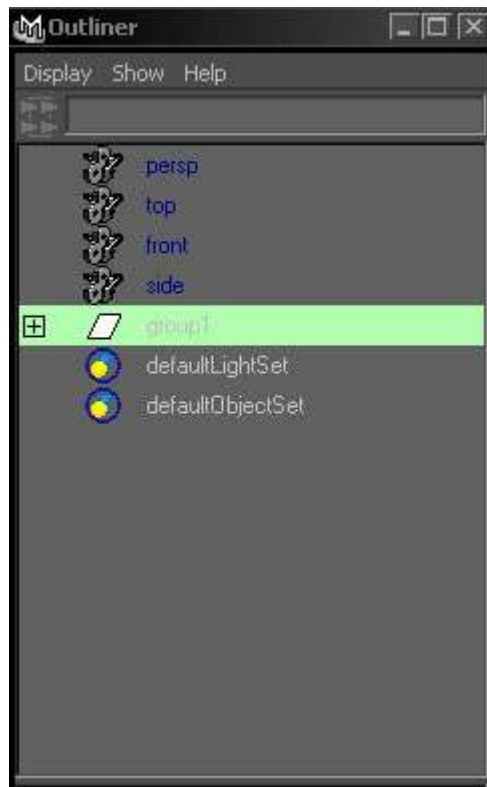 Outliner
Display Show Help
persp
top
front
side
group1
defaultLightSet
defaultObjectSet